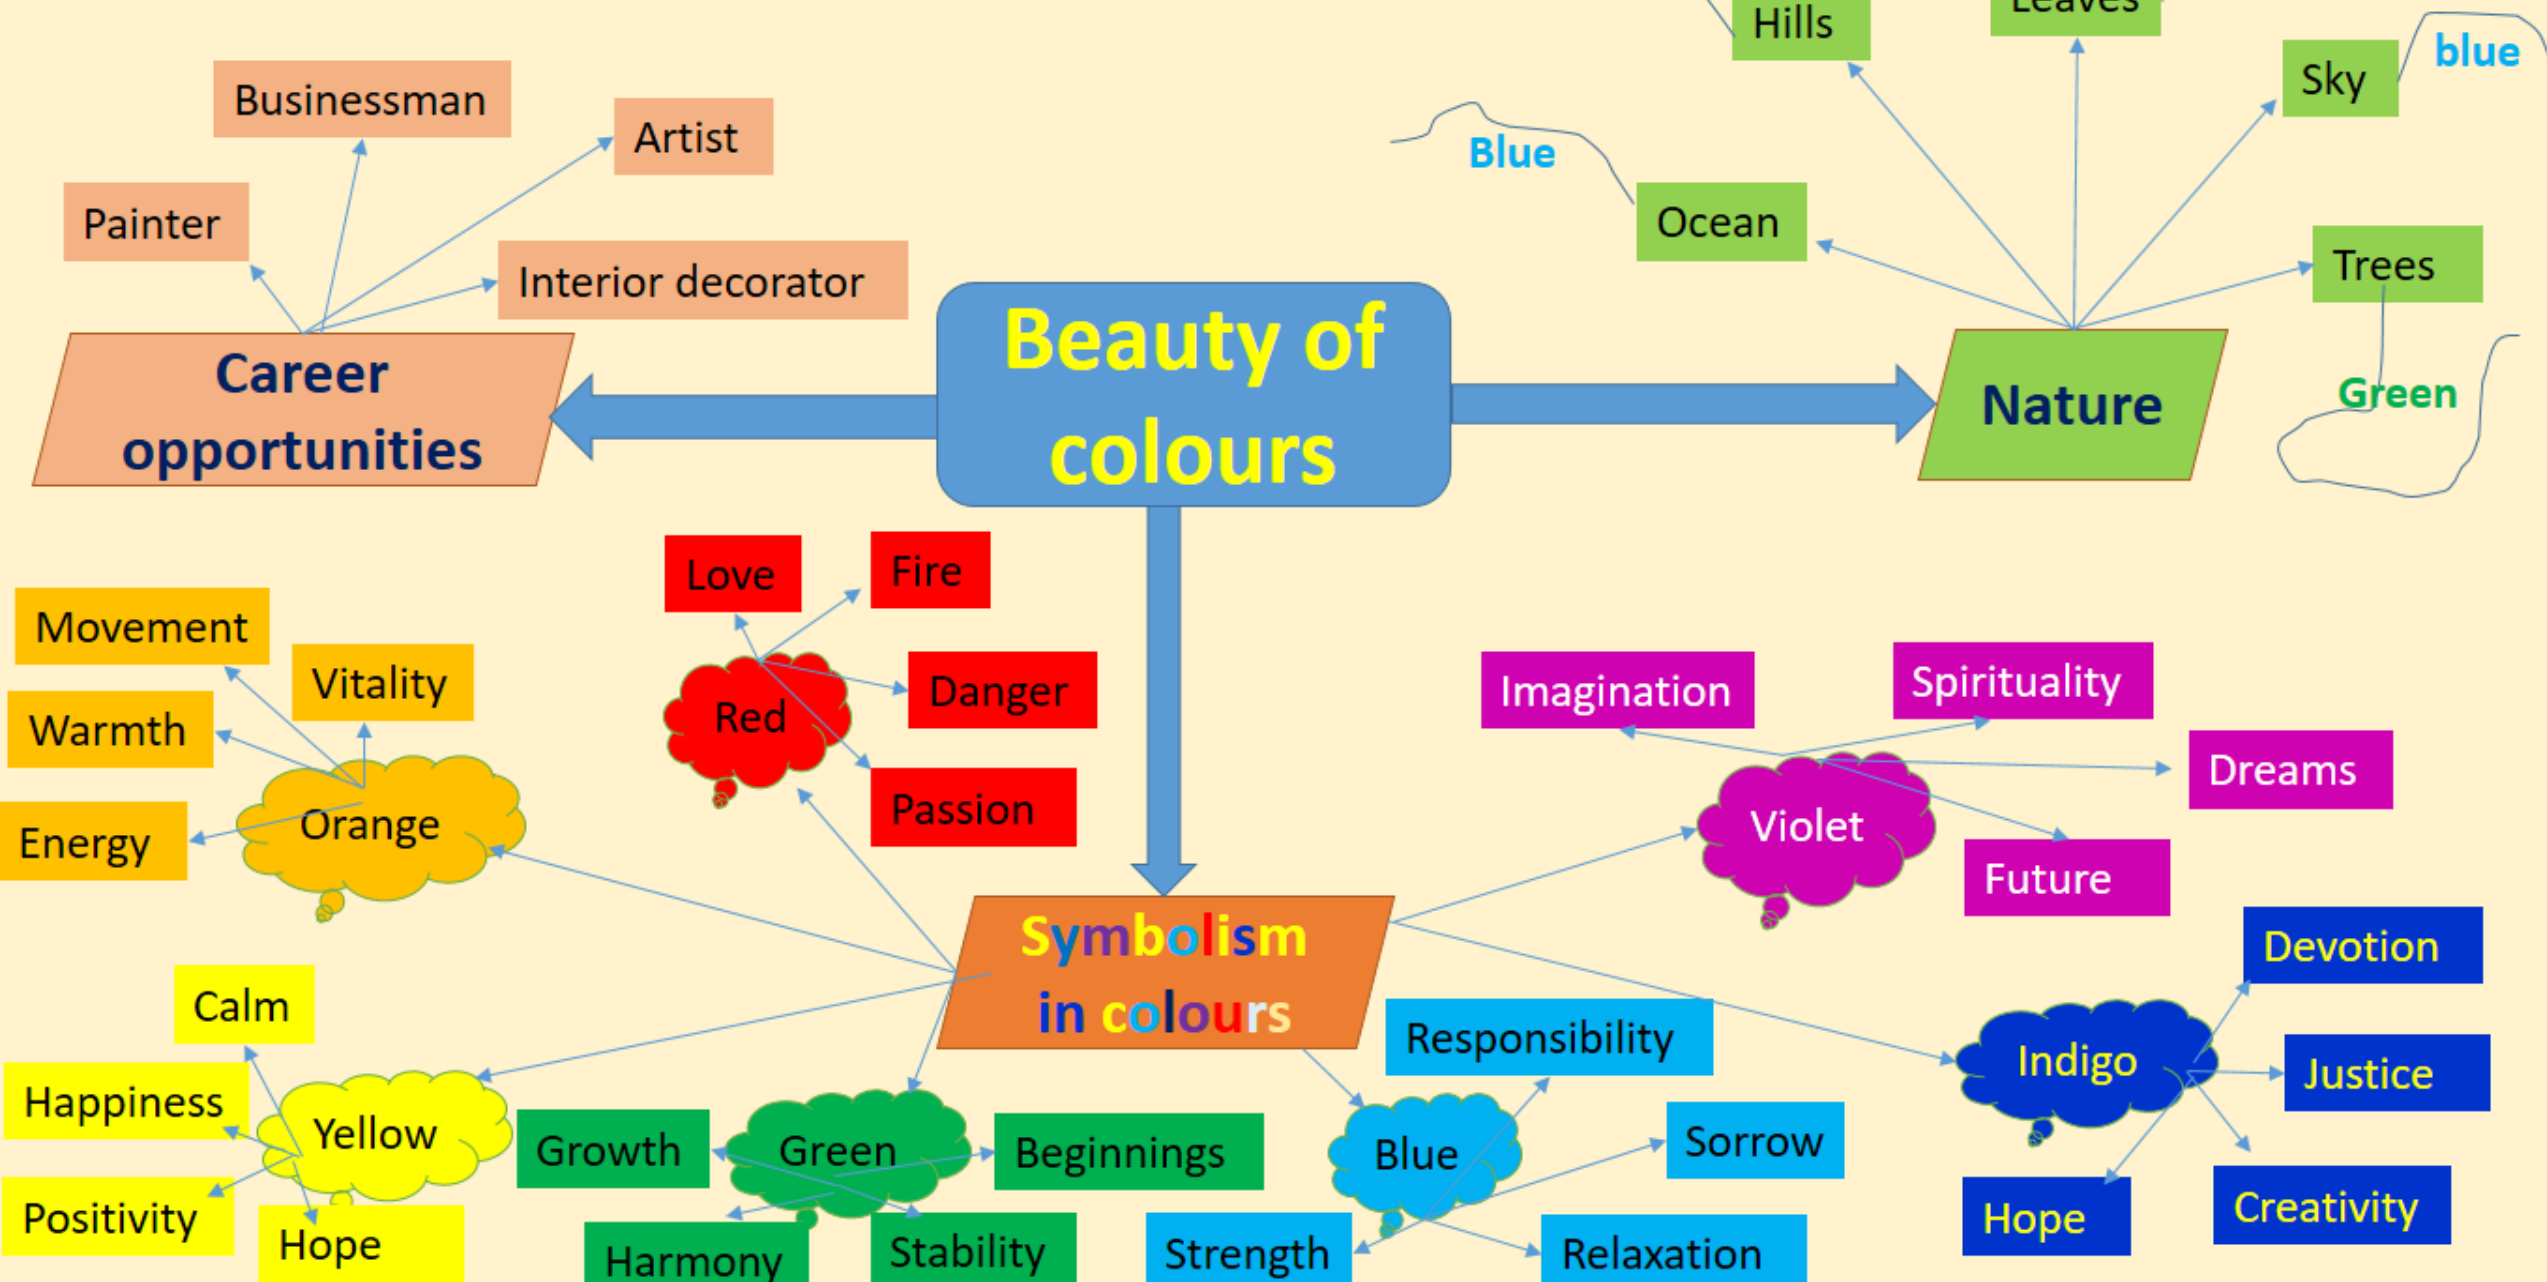 Hills
Leaves
blue
Sky
Businessman
Artist
Blue
Painter
Ocean
Trees
Interior decorator
Beauty of
colours
Career
opportunities
Nature
Green
Love
Fire
Movement
Vitality
Danger
Imagination
Spirituality
Warmth
Red
Dreams
Passion
Orange
Violet
Energy
Future
Symbolism
in colours
Devotion
Calm
Responsibility
Indigo
Justice
Happiness
Yellow
Growth
Green
Beginnings
Blue
Sorrow
Positivity
Hope
Harmony
Stability
Strength
Relaxation
Hope
Creativity